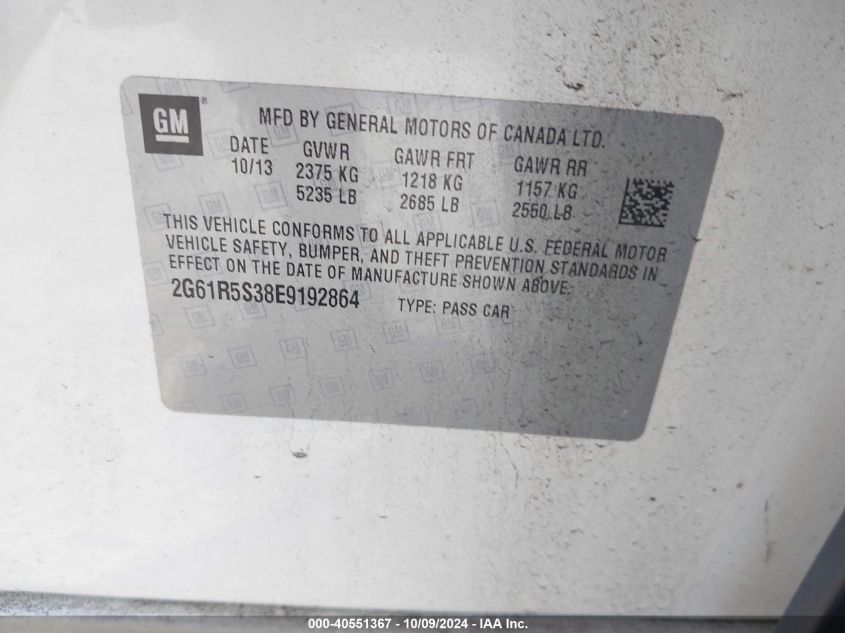 GM®
MFD BY GENERAL MOTORS OF CANADA LTD.
DATE GVWR GAWR FRT GAWR RR
10/13 2375 KG 1218 KG 1157 KG
5235 LB 2685 LB 2550 LB
THIS VEHICLE CONFORMS TO ALL APPLICABLE U.S. FEDERAL MOTOR
VEHICLE SAFETY, BUMPER, AND THEFT PREVENTION STANDARDS IN
EFFECT ON THE DATE OF MANUFACTURE SHOWN ABOVE.
2G61R5S38E9192864 TYPE: PASS CAR
000-40551367 - 10/09/2024 - IAA Inc.